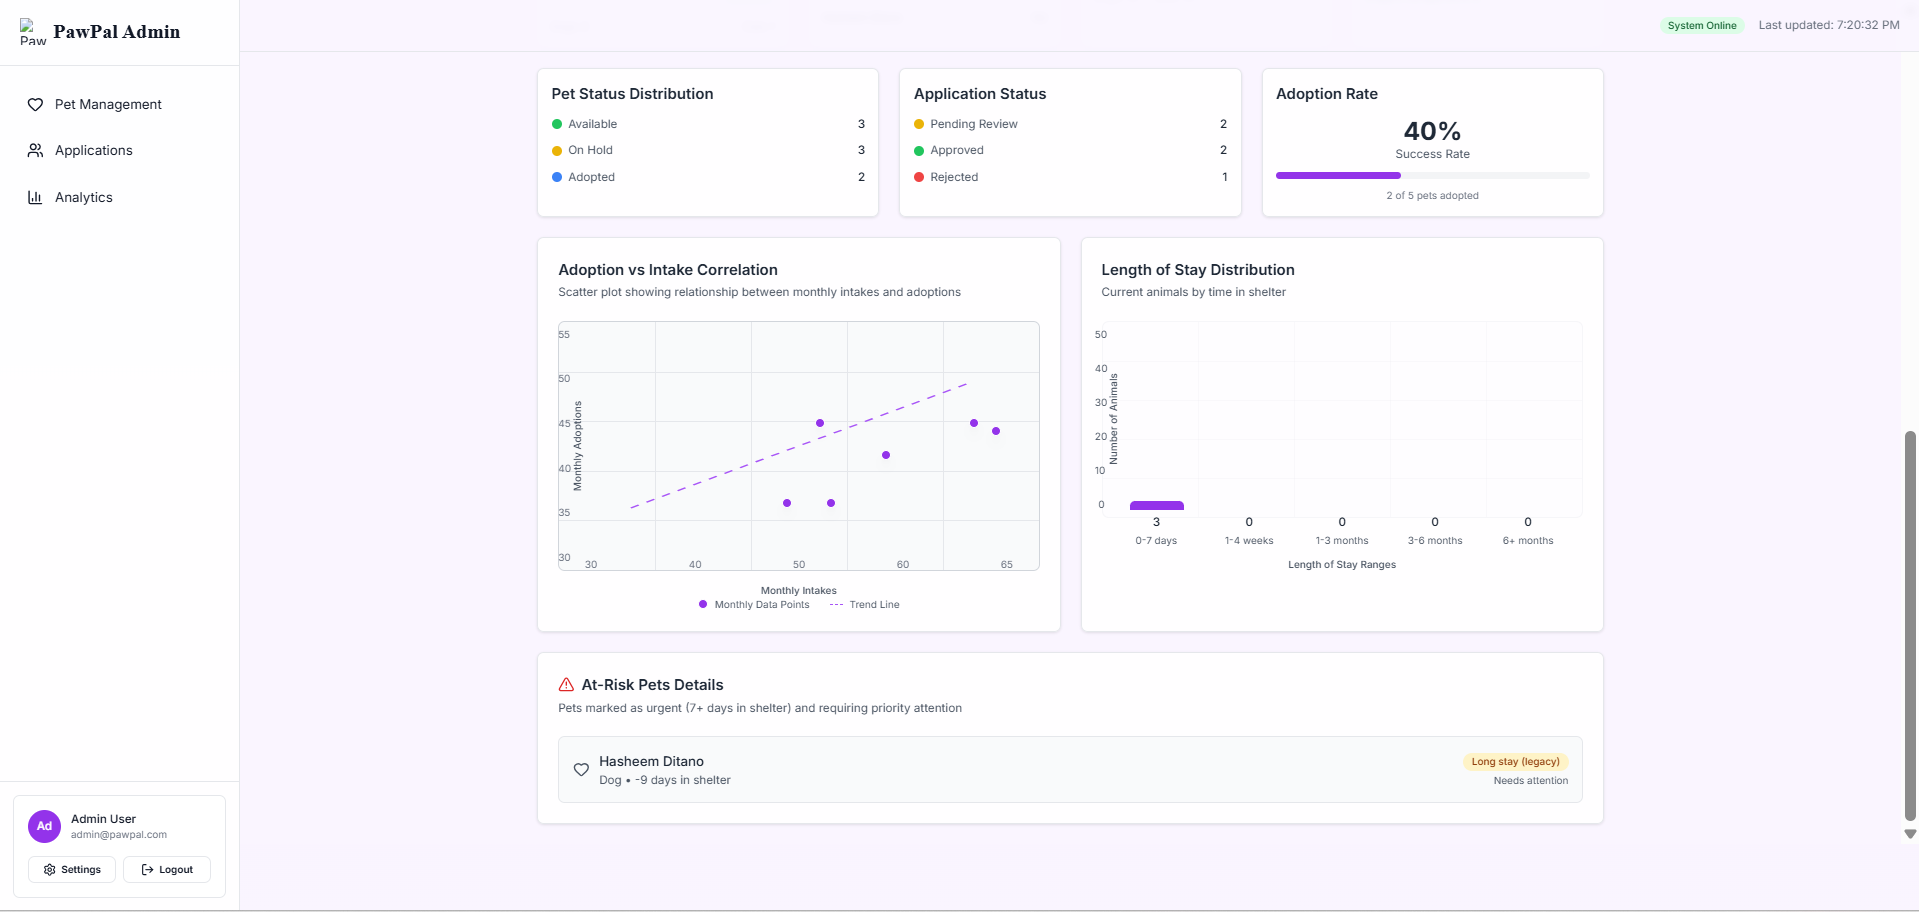 Paw
PawPal Admin
System Online
Last updated: 7:20:32 PM
Pet Management
Applications
Analytics
Pet Status Distribution
Available 3
On Hold 3
Adopted 2
Application Status
Pending Review 2
Approved 2
Rejected 1
Adoption Rate
40%
Success Rate
2 of 5 pets adopted
Adoption vs Intake Correlation
Scatter plot showing relationship between monthly intakes and adoptions
55
50
45
40
35
30
Monthly Adoptions
30 40 50 60 65
Monthly Intakes
Monthly Data Points Trend Line
Length of Stay Distribution
Current animals by time in shelter
50
40
30
20
10
0
Number of Animals
3 0 0 0 0
0-7 days 1-4 weeks 1-3 months 3-6 months 6+ months
Length of Stay Ranges
At-Risk Pets Details
Pets marked as urgent (7+ days in shelter) and requiring priority attention
Hasheem Ditano
Dog • -9 days in shelter
Long stay (legacy)
Needs attention
Ad
Admin User
admin@pawpal.com
Settings
Logout